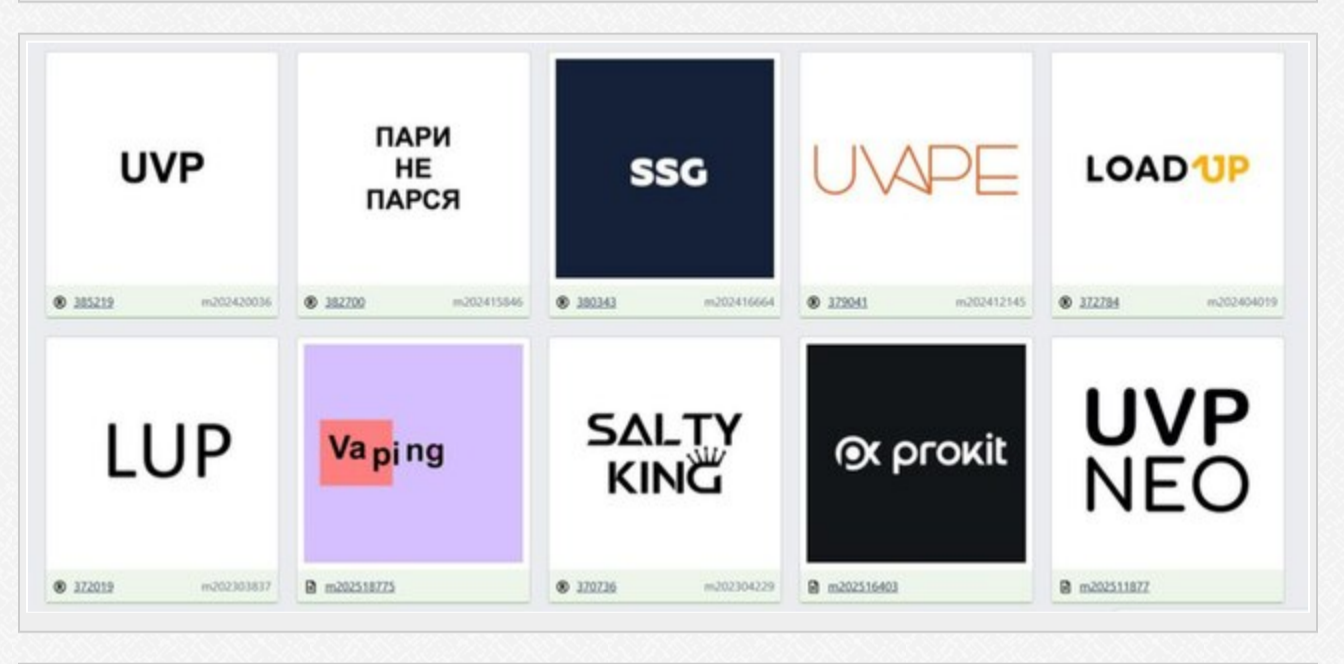 UVP
ПАРИ
НЕ
ПАРСЯ
SSG
UVAPE
LOAD UP
® 385219 m202420036
® 382700 m202415846
® 380343 m202416664
® 379041 m202412145
® 372784 m202404019
LUP
Vaping
SALTY
KING
prokit
UVP
NEO
® 372019 m202303837
m202518775
® 370736 m202304229
m202516403
m202511877